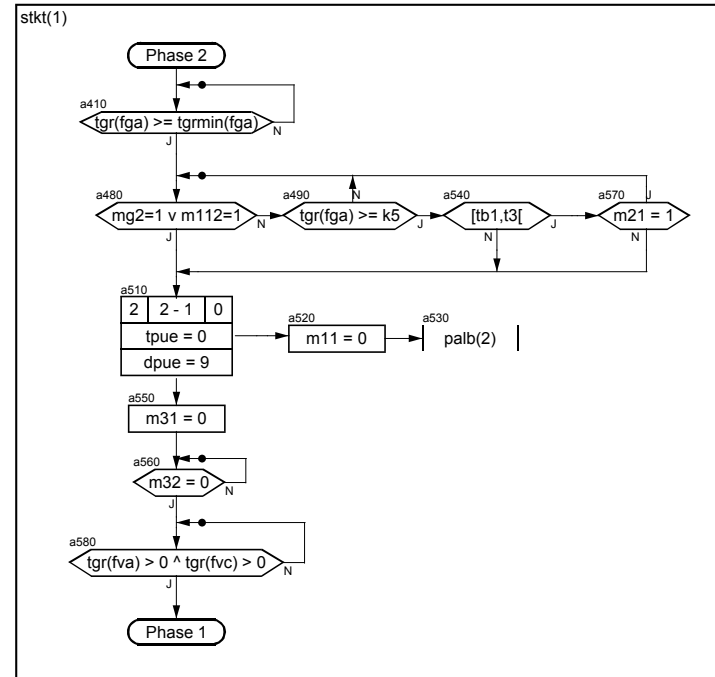 stkt(1)
Phase 2
a410
tgr(fga) >= tgrmin(fga)
N
J
a480
mg2=1 v m112=1
N
J
a490
tgr(fga) >= k5
N
J
a540
[tb1,t3[
N
J
a570
m21 = 1
J
N
a510
2 2 - 1 0
tpue = 0
dpue = 9
a520
m11 = 0
a530
palb(2)
a550
m31 = 0
a560
m32 = 0
N
J
a580
tgr(fva) > 0 ^ tgr(fvc) > 0
N
J
Phase 1